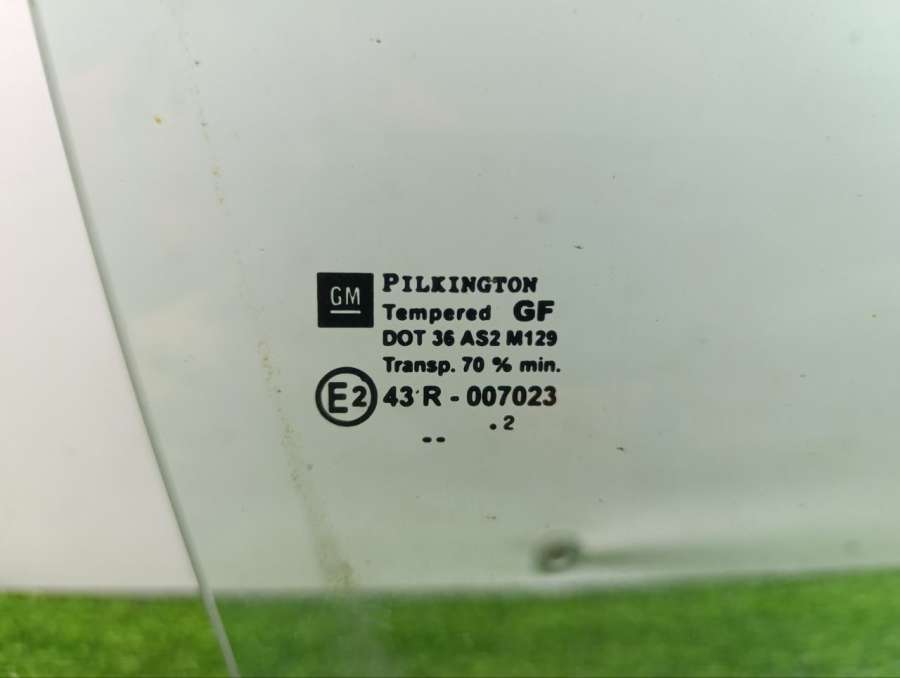 GM
PILKINGTON
Tempered GF
DOT 36 AS2 M129
Transp. 70 % min.
E2 43 R - 007023
.2
--